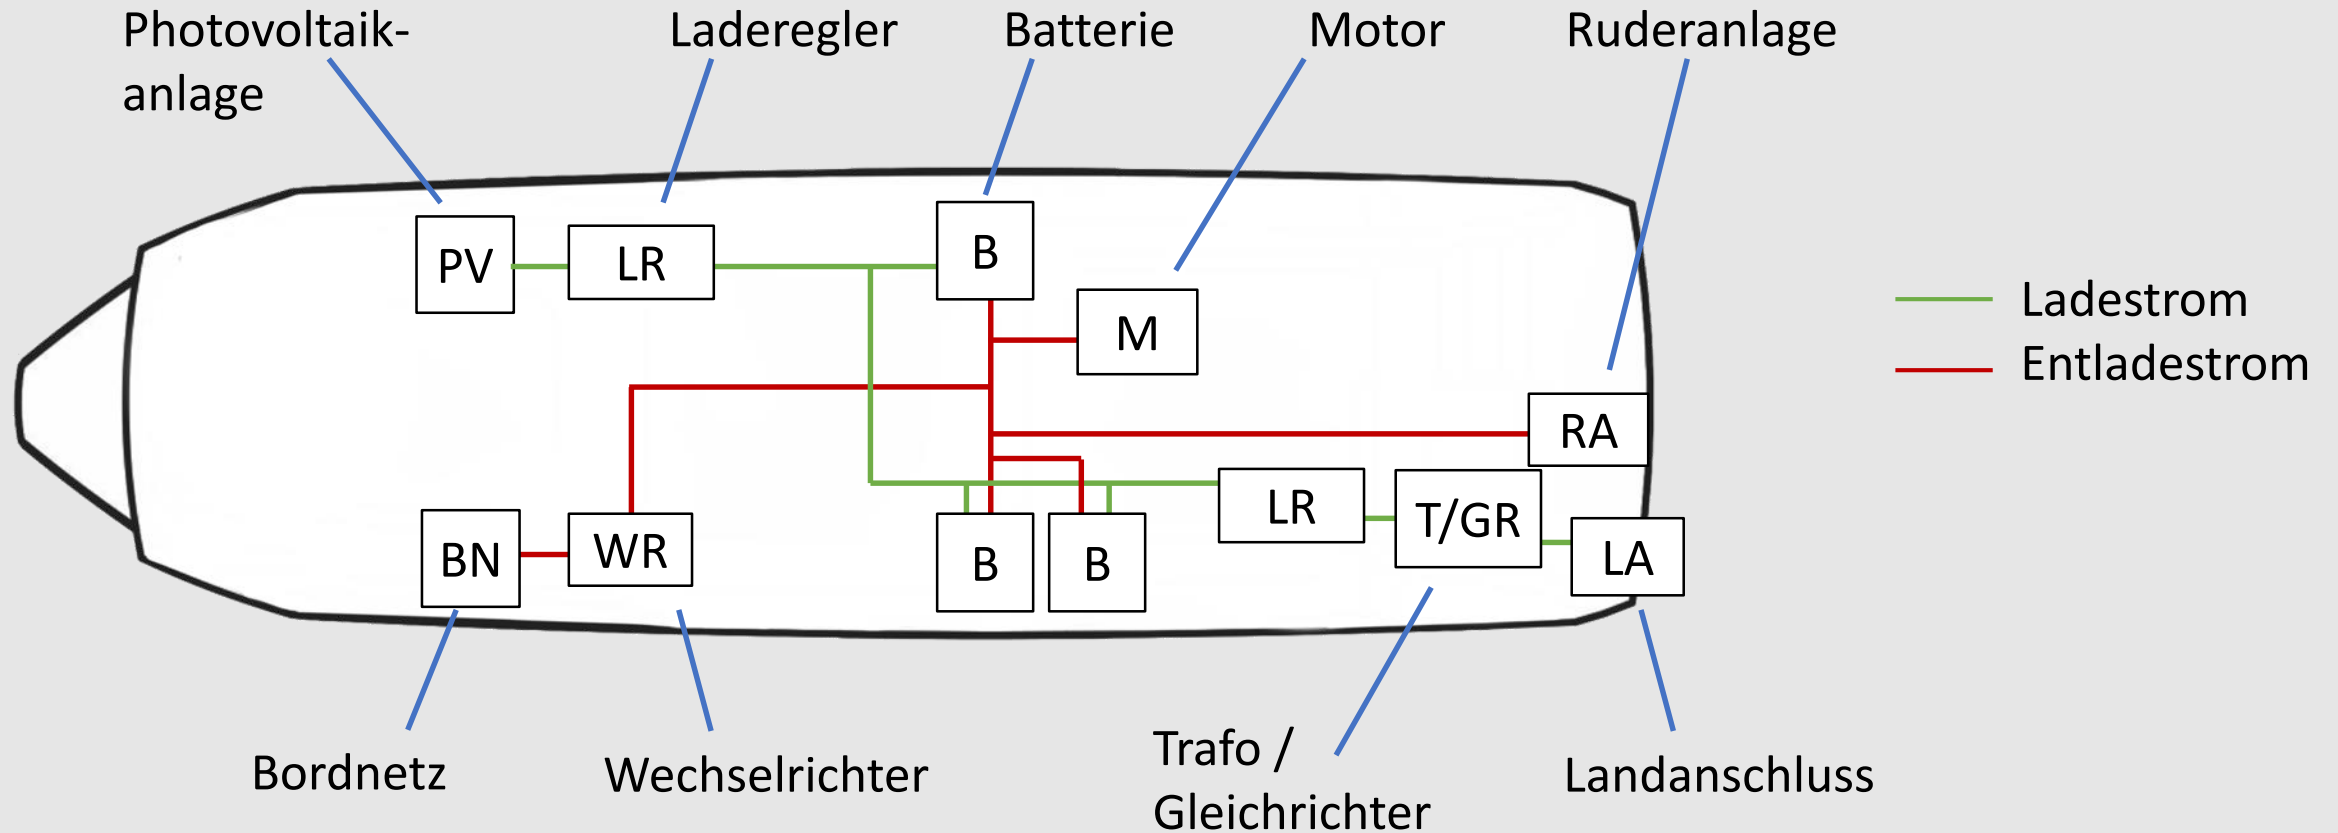 Photovoltaik-
anlage
Laderegler
Batterie
Motor
Ruderanlage
PV
LR
B
M
Ladestrom
Entladestrom
RA
LR
T/GR
BN
WR
B
B
LA
Bordnetz
Wechselrichter
Trafo /
Gleichrichter
Landanschluss